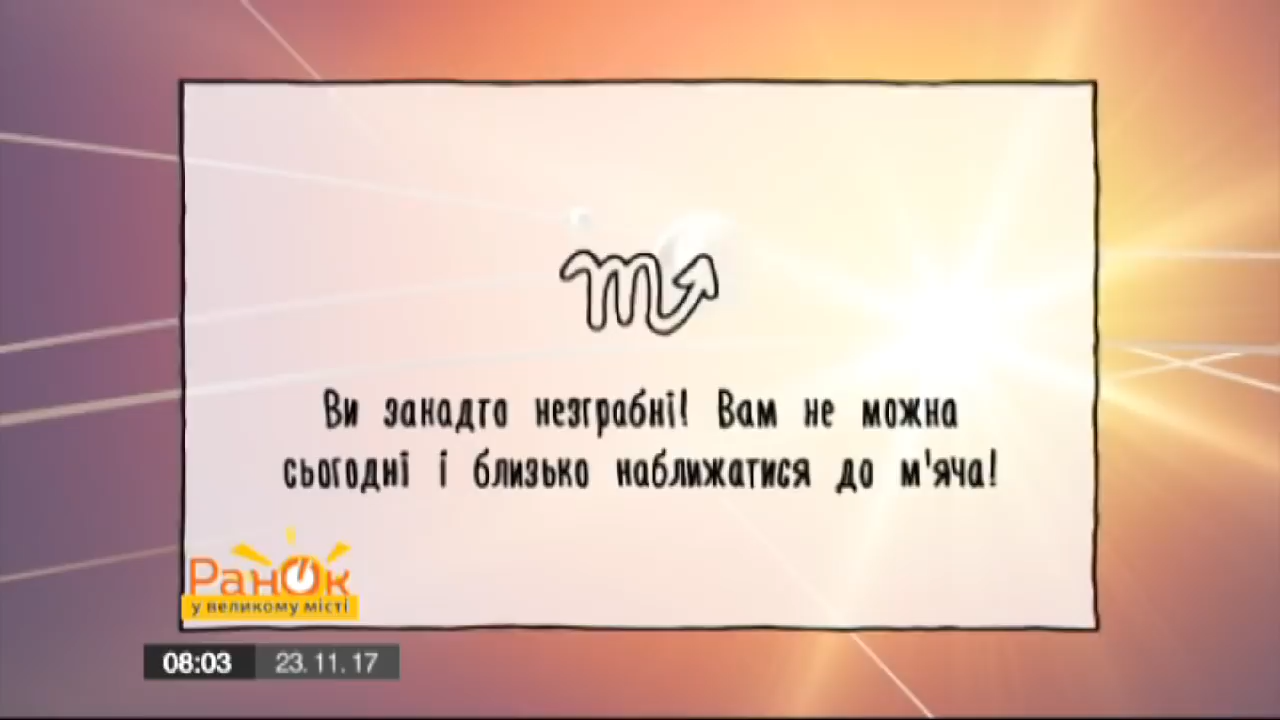 Ви занадто незграбні! Вам не можна
сьогодні і близько наближатися до м'яча!
Ранок
у великому місті
08:03 23.11.17